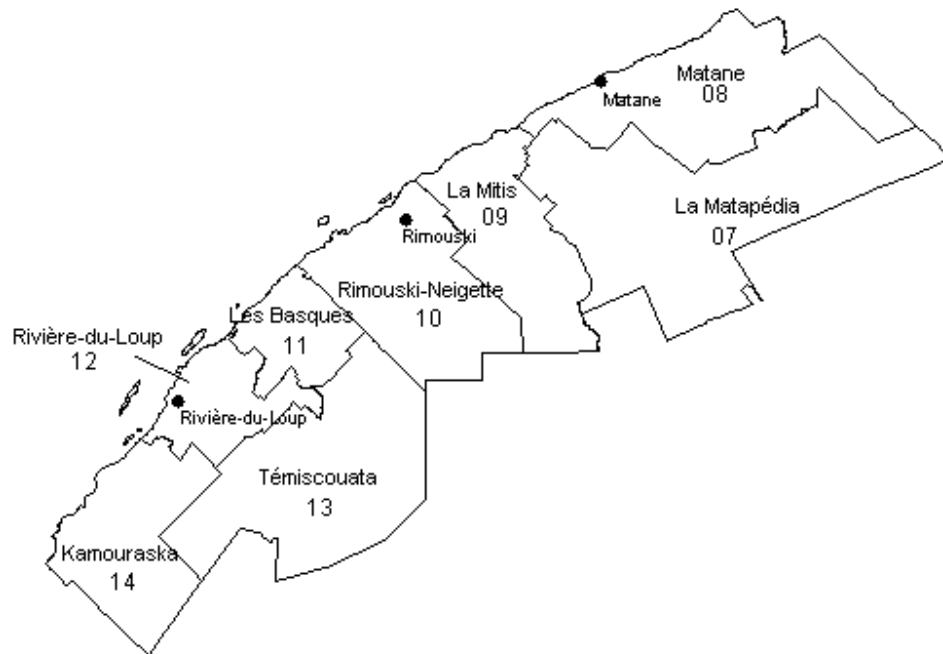 Matane
08
Matane
La Mitis
09
La Matapédia
07
Rimouski
Rimouski-Neigette
10
Les Basques
11
Rivière-du-Loup
12
Rivière-du-Loup
Témiscouata
13
Kamouraska
14